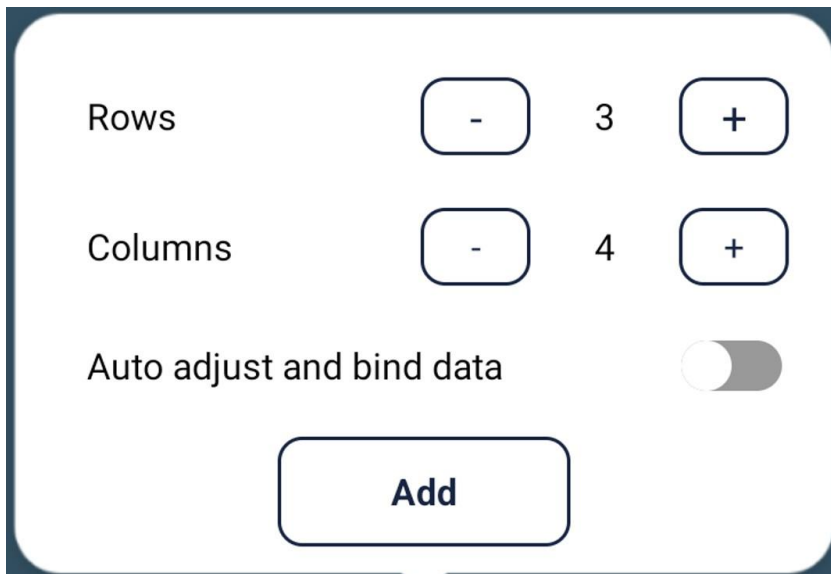 Rows - 3 +
Columns - 4 +
Auto adjust and bind data
Add